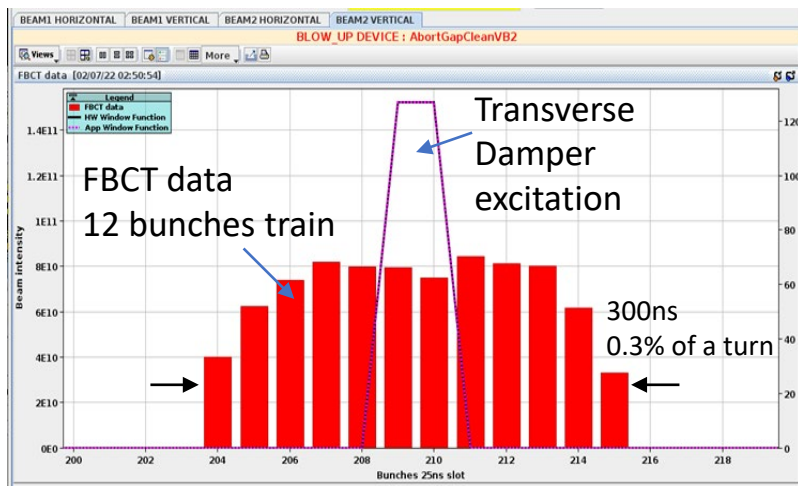 BEAM1 HORIZONTAL BEAM1 VERTICAL BEAM2 HORIZONTAL BEAM2 VERTICAL
BLOW_UP DEVICE : AbortGapCleanVB2
Views More
FBCT data [02/07/22 02:50:54]
Legend
FBCT data
HW Window Function
App Window Function
Transverse
Damper
excitation
FBCT data
12 bunches train
300ns
0.3% of a turn
Beam intensity
1.4E11
1.2E11
1E11
8E10
6E10
4E10
2E10
0E0
120
100
80
60
40
20
0
200 202 204 206 208 210 212 214 216 218
Bunches 25ns slot